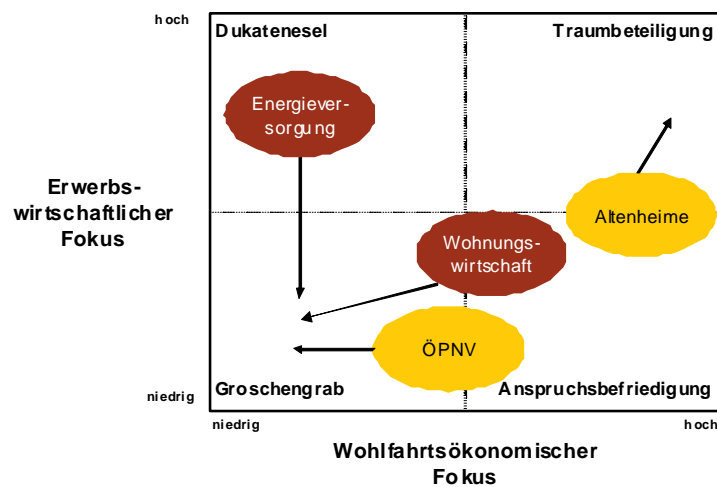 hoch
Dukatenesel
Traumbeteiligung
Energiever-
sorgung
Erwerbs-
wirtschaftlicher
Fokus
Altenheime
Wohnungs-
wirtschaft
ÖPNV
Groschengrab
Anspruchsbefriedigung
niedrig
niedrig
hoch
Wohlfahrtsökonomischer
Fokus